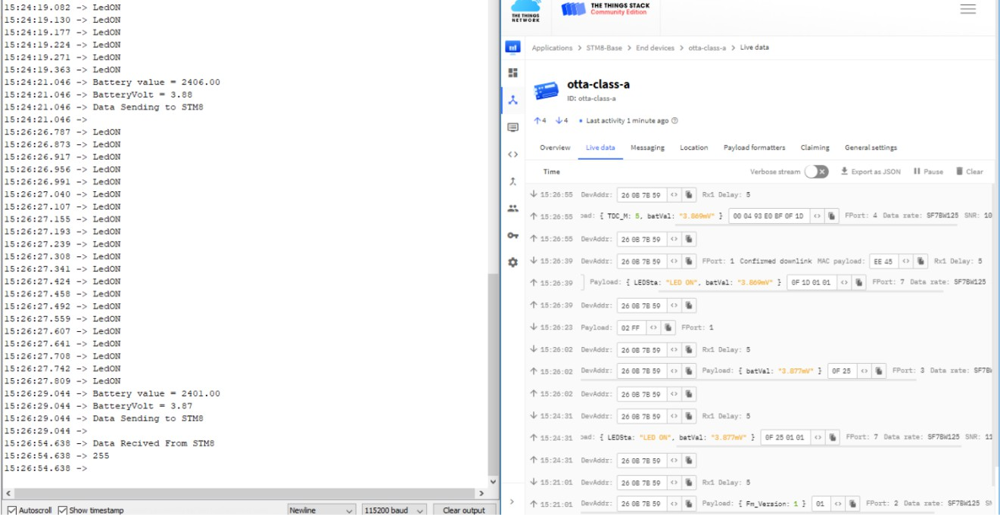 15:24:19.082 -> LedON
15:24:19.130 -> LedON
15:24:19.177 -> LedON
15:24:19.224 -> LedON
15:24:19.271 -> LedON
15:24:19.363 -> LedON
15:24:21.046 -> Battery value = 2406.00
15:24:21.046 -> BatteryVolt = 3.88
15:24:21.046 -> Data Sending to STM8
15:24:21.046 ->
15:26:26.787 -> LedON
15:26:26.873 -> LedON
15:26:26.917 -> LedON
15:26:26.956 -> LedON
15:26:26.991 -> LedON
15:26:27.040 -> LedON
15:26:27.107 -> LedON
15:26:27.155 -> LedON
15:26:27.193 -> LedON
15:26:27.239 -> LedON
15:26:27.308 -> LedON
15:26:27.341 -> LedON
15:26:27.424 -> LedON
15:26:27.458 -> LedON
15:26:27.492 -> LedON
15:26:27.559 -> LedON
15:26:27.607 -> LedON
15:26:27.641 -> LedON
15:26:27.708 -> LedON
15:26:27.742 -> LedON
15:26:27.809 -> LedON
15:26:29.044 -> Battery value = 2401.00
15:26:29.044 -> BatteryVolt = 3.87
15:26:29.044 -> Data Sending to STM8
15:26:29.044 ->
15:26:54.638 -> Data Recived From STM8
15:26:54.638 -> 255
15:26:54.638 ->
Autoscroll Show timestamp Newline 115200 baud Clear output
THE THINGS
NETWORK
THE THINGS STACK
Community Edition
Applications > STM8-Base > End devices > otta-class-a > Live data
otta-class-a
ID: otta-class-a
↑4 ↓4 • Last activity 1 minute ago
Overview Live data Messaging Location Payload formatters Claiming General settings
Time Verbose stream Export as JSON Pause Clear
↓ 15:26:55 DevAddr: 26 0B 7B 59 <> Rx1 Delay: 5
↑ 15:26:55 oad: { TDC_M: 5, batVal: "3.869mV" } 00 04 93 E0 BF 0F 1D <> FPort: 4 Data rate: SF7BW125 SNR: 10
↑ 15:26:55 DevAddr: 26 0B 7B 59 <>
↓ 15:26:39 DevAddr: 26 0B 7B 59 <> FPort: 1 Confirmed downlink MAC payload: EE 45 <> Rx1 Delay: 5
↑ 15:26:39 Payload: { LEDSta: "LED ON", batVal: "3.869mV" } 0F 1D 01 01 <> FPort: 7 Data rate: SF7BW125
↑ 15:26:39 DevAddr: 26 0B 7B 59 <>
↓ 15:26:23 Payload: 02 FF <> FPort: 1
↓ 15:26:02 DevAddr: 26 0B 7B 59 <> Rx1 Delay: 5
↑ 15:26:02 DevAddr: 26 0B 7B 59 <> Payload: { batVal: "3.877mV" } 0F 25 <> FPort: 3 Data rate: SF7B
↑ 15:26:02 DevAddr: 26 0B 7B 59 <>
↓ 15:24:31 DevAddr: 26 0B 7B 59 <> Rx1 Delay: 5
↑ 15:24:31 oad: { LEDSta: "LED ON", batVal: "3.877mV" } 0F 25 01 01 <> FPort: 7 Data rate: SF7BW125 SNR: 11
↑ 15:24:31 DevAddr: 26 0B 7B 59 <>
↓ 15:21:01 DevAddr: 26 0B 7B 59 <> Rx1 Delay: 5
↑ 15:21:01 DevAddr: 26 0B 7B 59 <> Payload: { Fm_Version: 1 } 01 <> FPort: 2 Data rate: SF7BW125